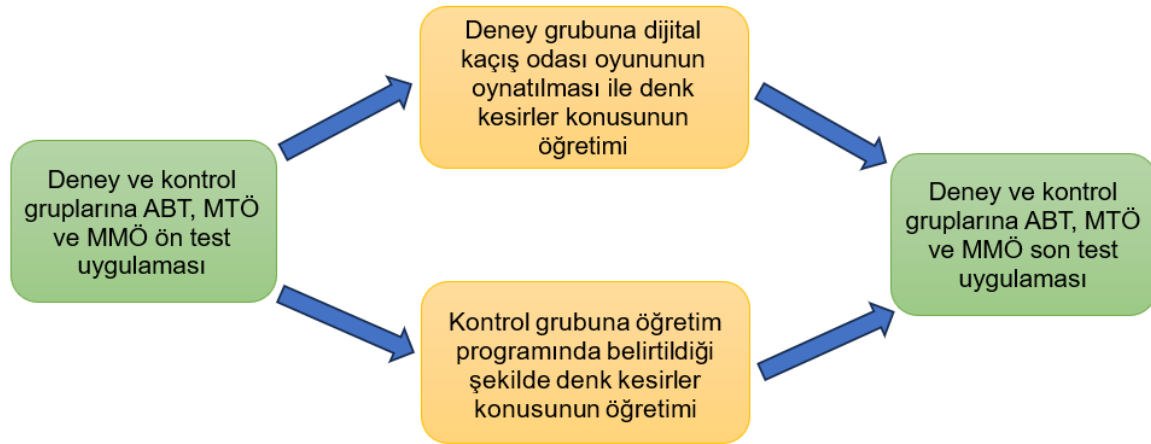 Deney grubuna dijital
kaçış odası oyununun
oynatılması ile denk
kesirler konusunun
öğretimi
Deney ve kontrol
gruplarına ABT, MTÖ
ve MMÖ ön test
uygulaması
Deney ve kontrol
gruplarına ABT, MTÖ
ve MMÖ son test
uygulaması
Kontrol grubuna öğretim
programında belirtildiği
şekilde denk kesirler
konusunun öğretimi